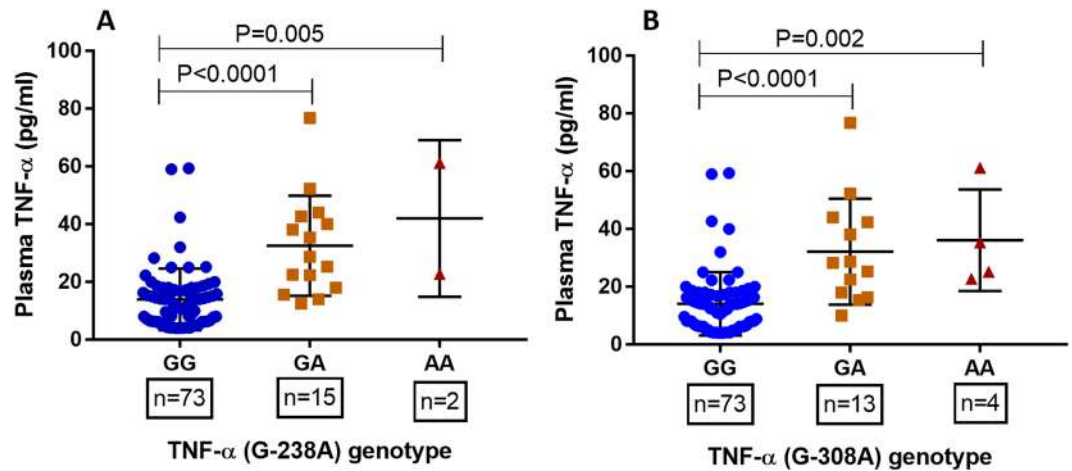 A
P=0.005
P<0.0001
100
80
60
40
20
0
Plasma TNF-α (pg/ml)
GG
GA
AA
n=73
n=15
n=2
TNF-α (G-238A) genotype
B
P=0.002
P<0.0001
100
80
60
40
20
0
Plasma TNF-α (pg/ml)
GG
GA
AA
n=73
n=13
n=4
TNF-α (G-308A) genotype